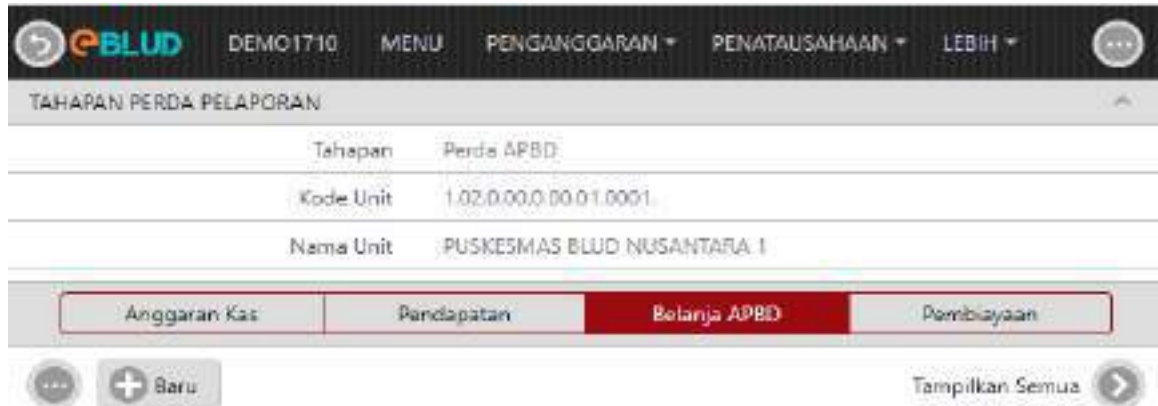 eBLUD DEMO1710 MENU PENGANGGARAN PENATAUSAHAAN LEBIH
TAHAPAN PERDA PELAPORAN
Tahapan Perda APBD
Kode Unit 1.02.0.00.0.00.01.0001.
Nama Unit PUSKESMAS BLUD NUSANTARA 1
Anggaran Kas Pendapatan Belanja APBD Pembiayaan
Baru Tampilkan Semua